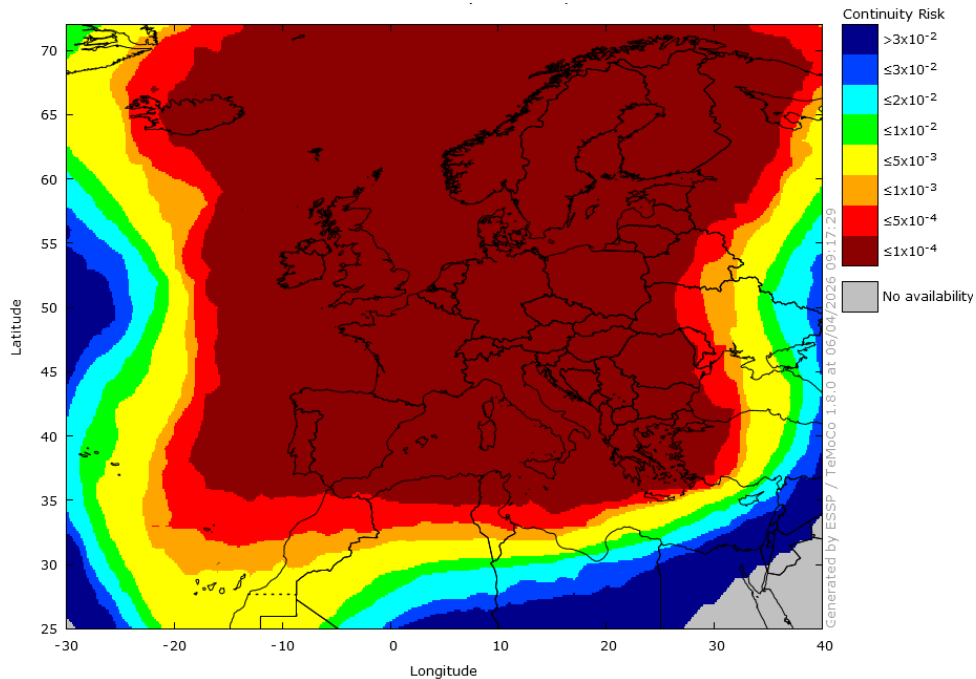 Continuity Risk
>3x10-2
≤3x10-2
≤2x10-2
≤1x10-2
≤5x10-3
≤1x10-3
≤5x10-4
≤1x10-4
No availability
Latitude
70
65
60
55
50
45
40
35
30
25
-30
-20
-10
0
10
20
30
40
Longitude
Generated by ESSP / TeMoCo 1.8.0 at 06/04/2026 09:17:29